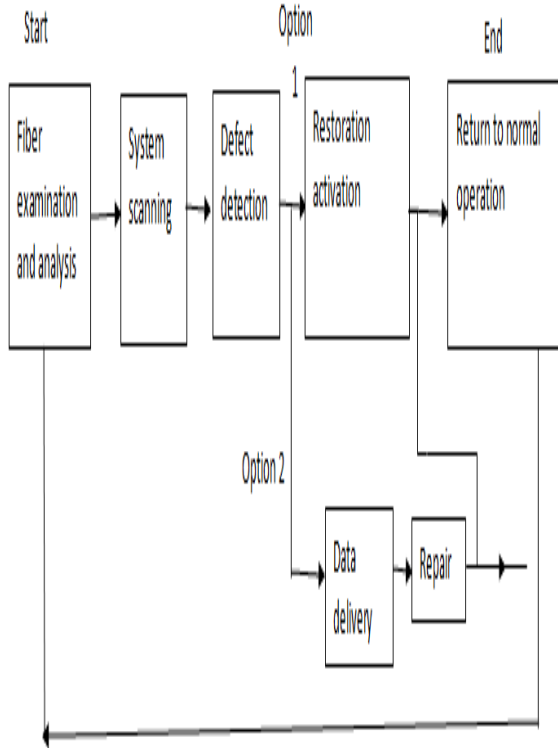 Start
Option
1
End
Fiber
examination
and analysis
System
scanning
Defect
detection
Restoration
activation
Return to normal
operation
Option 2
Data
delivery
Repair